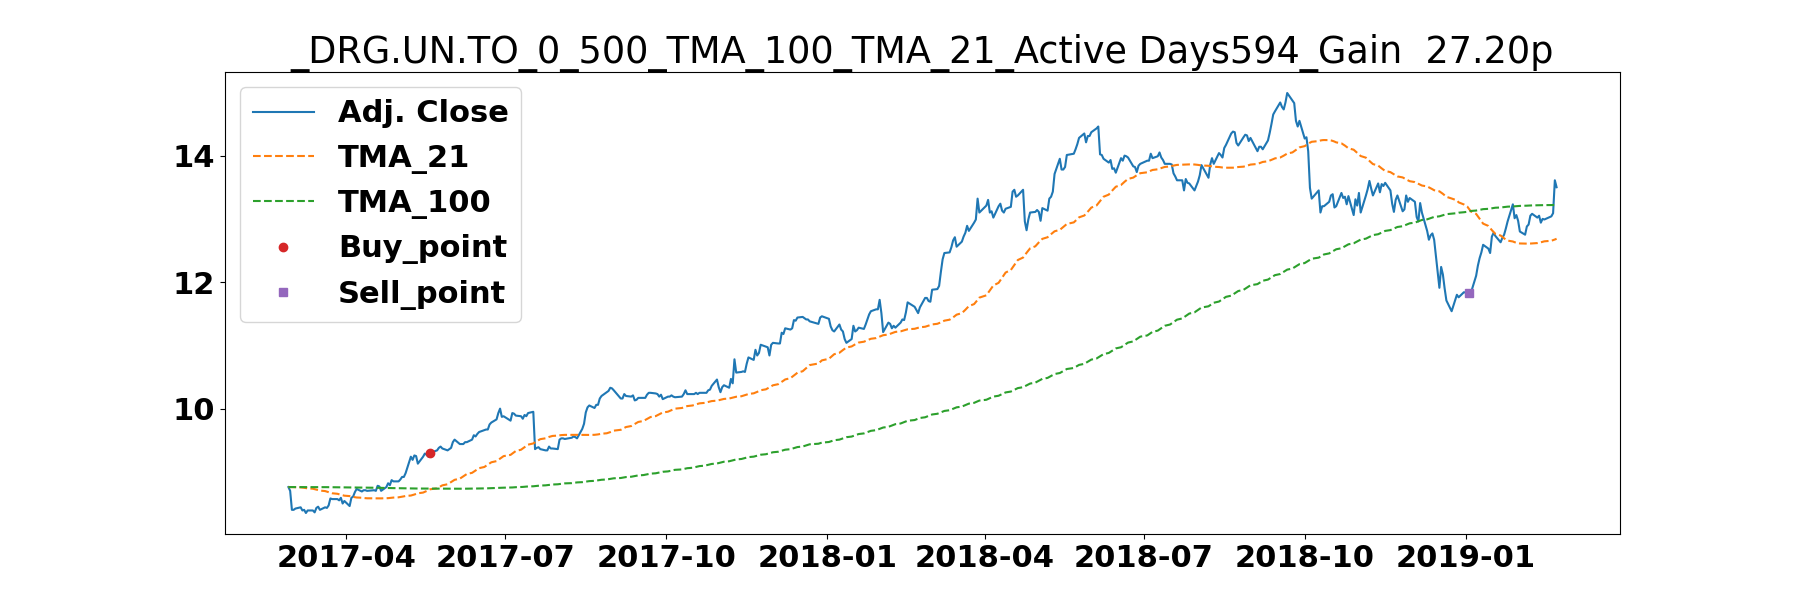 _DRG.UN.TO_0_500_TMA_100_TMA_21_Active Days594_Gain  27.20p
Adj. Close
TMA_21
TMA_100
Buy_point
Sell_point
14
12
10
2017-04 2017-07 2017-10 2018-01 2018-04 2018-07 2018-10 2019-01